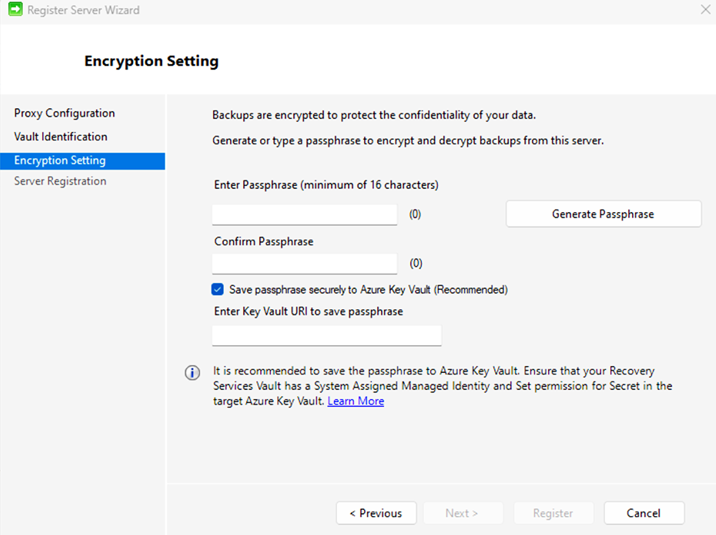 Register Server Wizard
Encryption Setting
Proxy Configuration
Vault Identification
Encryption Setting
Server Registration
Backups are encrypted to protect the confidentiality of your data.
Generate or type a passphrase to encrypt and decrypt backups from this server.
Enter Passphrase (minimum of 16 characters)
(0)
Generate Passphrase
Confirm Passphrase
(0)
Save passphrase securely to Azure Key Vault (Recommended)
Enter Key Vault URI to save passphrase
It is recommended to save the passphrase to Azure Key Vault. Ensure that your Recovery
Services Vault has a System Assigned Managed Identity and Set permission for Secret in the
target Azure Key Vault. Learn More
< Previous
Next >
Register
Cancel